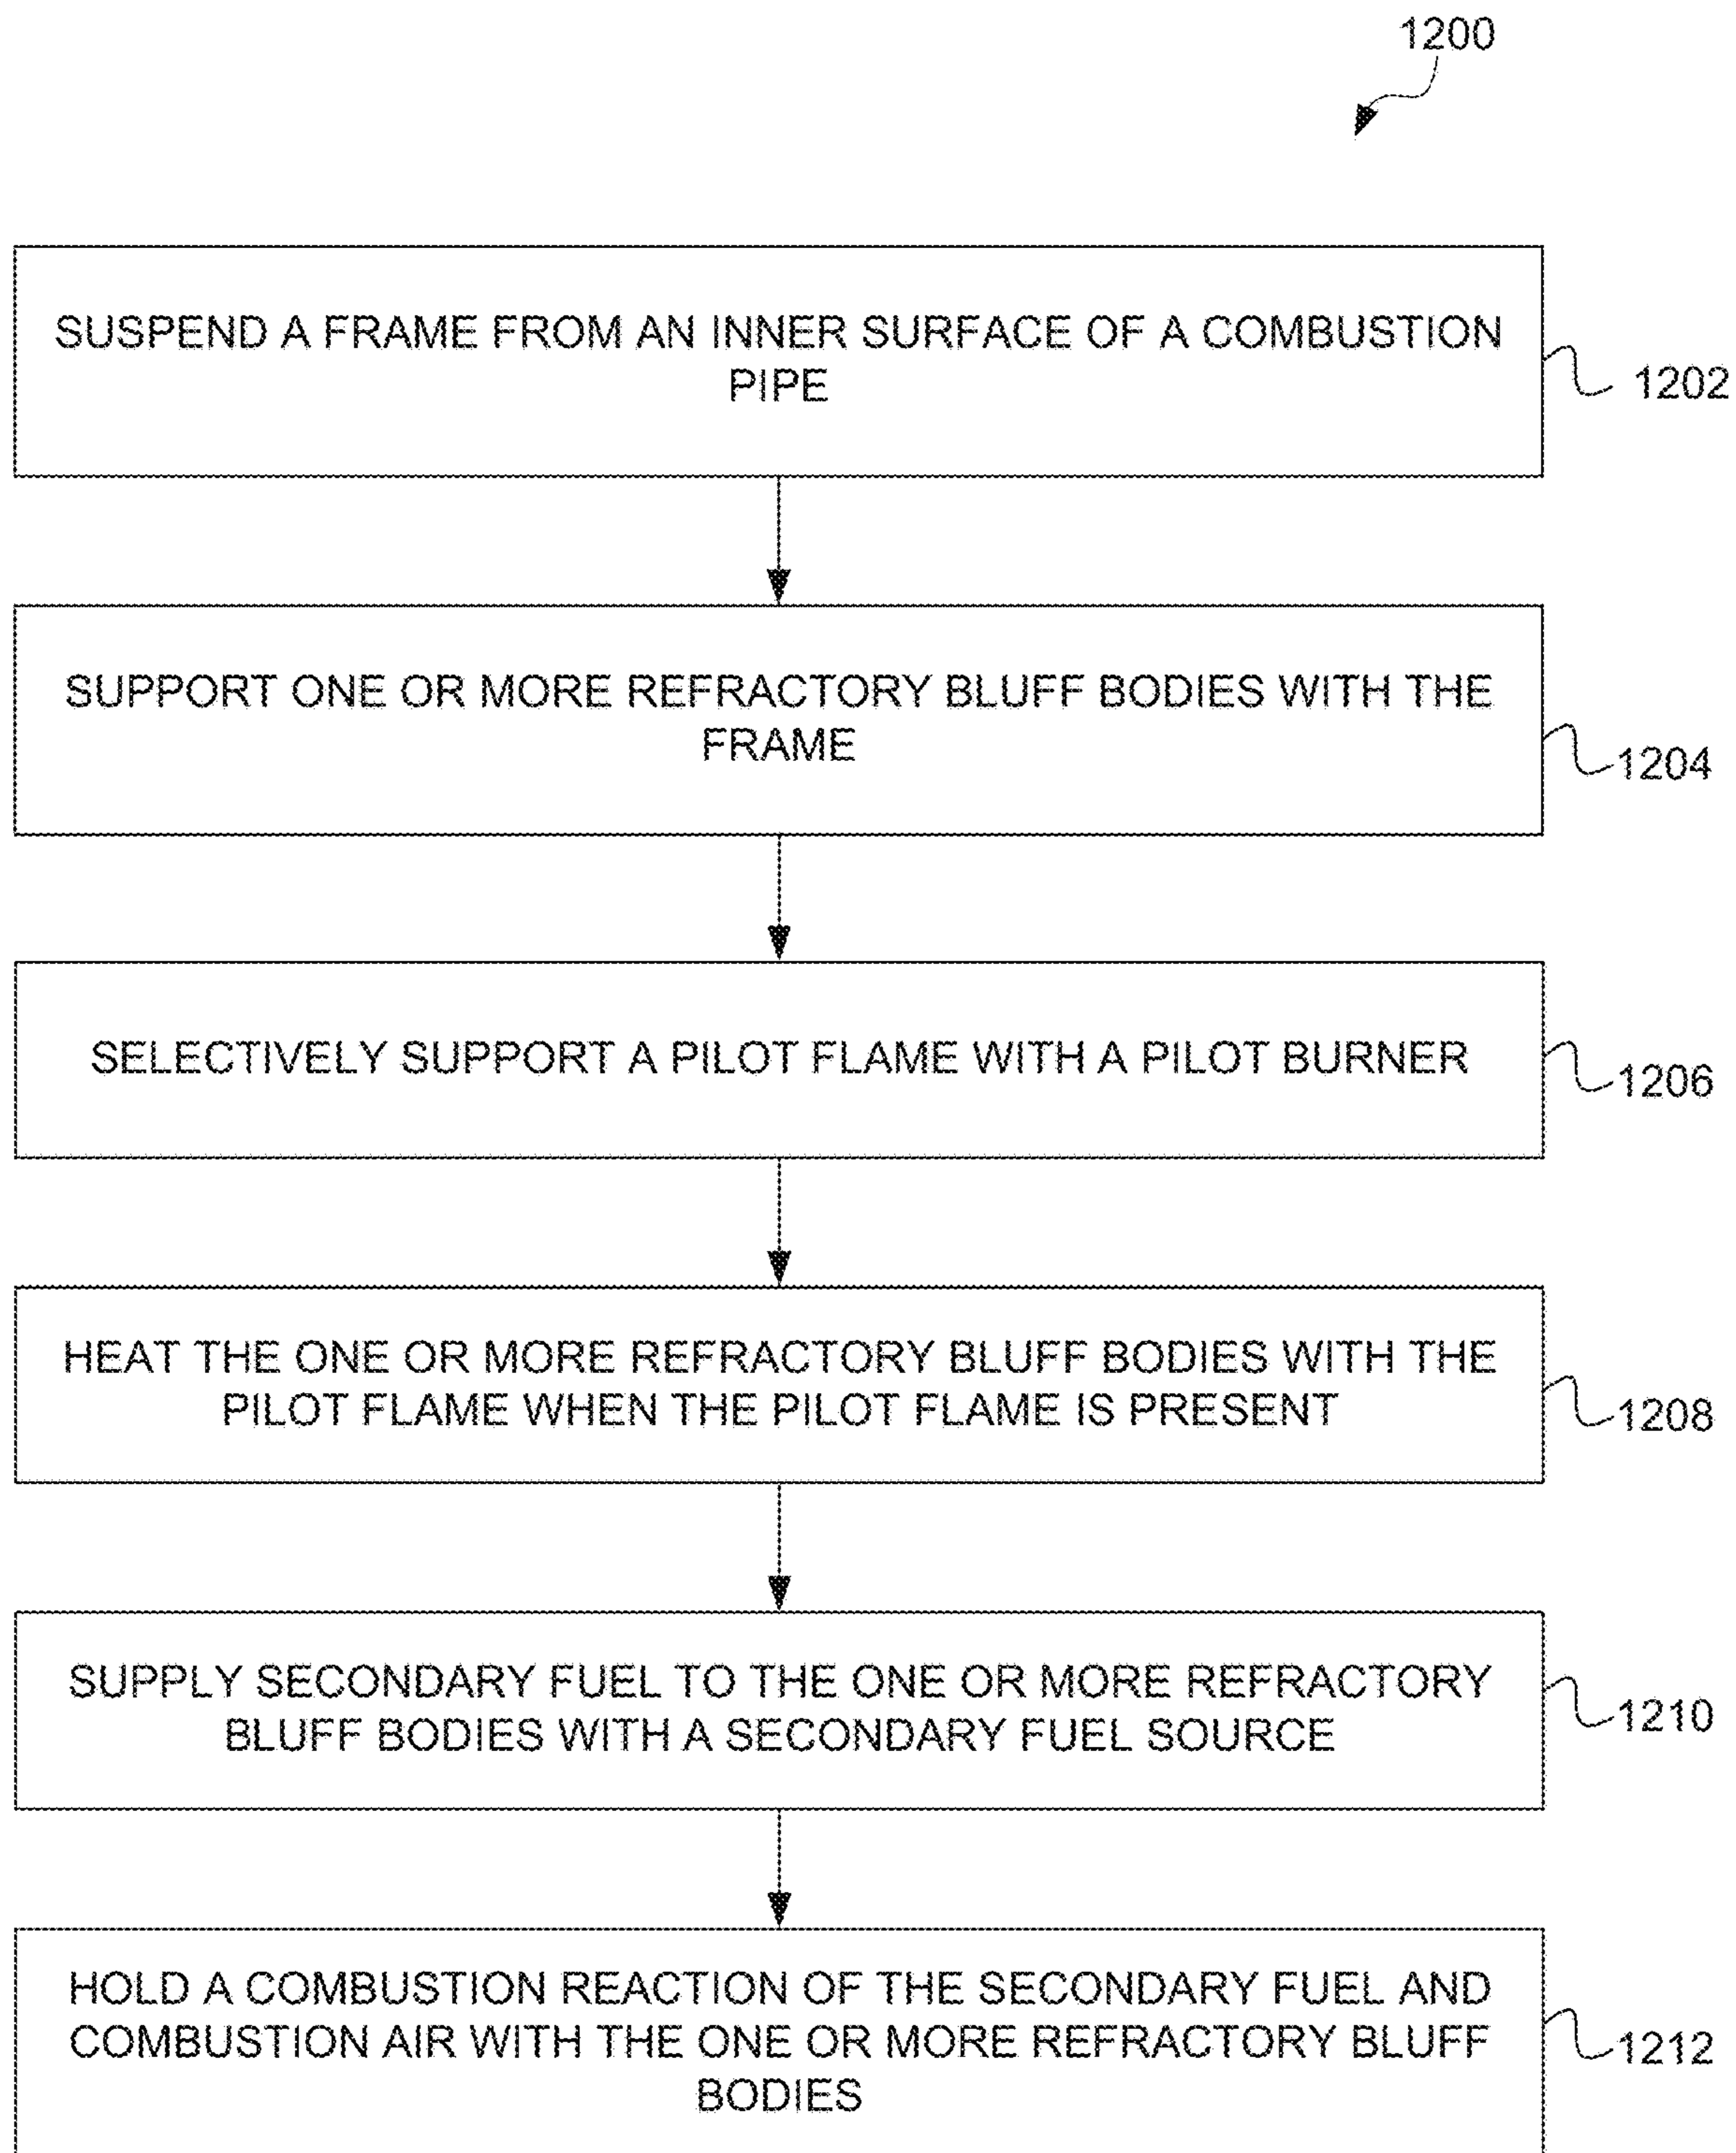 1200
SUSPEND A FRAME FROM AN INNER SURFACE OF A COMBUSTION
PIPE
1202
SUPPORT ONE OR MORE REFRACTORY BLUFF BODIES WITH THE
FRAME
1204
SELECTIVELY SUPPORT A PILOT FLAME WITH A PILOT BURNER
1206
HEAT THE ONE OR MORE REFRACTORY BLUFF BODIES WITH THE
PILOT FLAME WHEN THE PILOT FLAME IS PRESENT
1208
SUPPLY SECONDARY FUEL TO THE ONE OR MORE REFRACTORY
BLUFF BODIES WITH A SECONDARY FUEL SOURCE
1210
HOLD A COMBUSTION REACTION OF THE SECONDARY FUEL AND
COMBUSTION AIR WITH THE ONE OR MORE REFRACTORY BLUFF
BODIES
1212